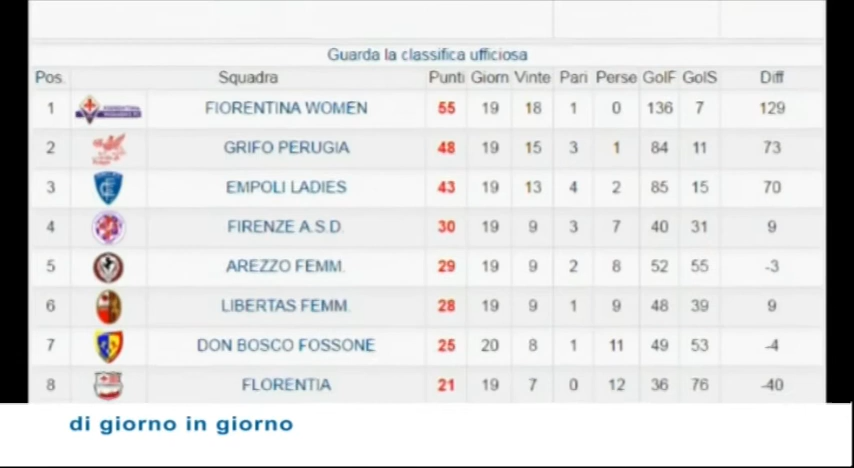 Guarda la classifica ufficiosa
Pos. Squadra Punti Giorn Vinte Pari Perse GolF GolS Diff
1 FIORENTINA WOMEN 55 19 18 1 0 136 7 129
2 GRIFO PERUGIA 48 19 15 3 1 84 11 73
3 EMPOLI LADIES 43 19 13 4 2 85 15 70
4 FIRENZE A.S.D. 30 19 9 3 7 40 31 9
5 AREZZO FEMM. 29 19 9 2 8 52 55 -3
6 LIBERTAS FEMM. 28 19 9 1 9 48 39 9
7 DON BOSCO FOSSONE 25 20 8 1 11 49 53 -4
8 FLORENTIA 21 19 7 0 12 36 76 -40
di giorno in giorno